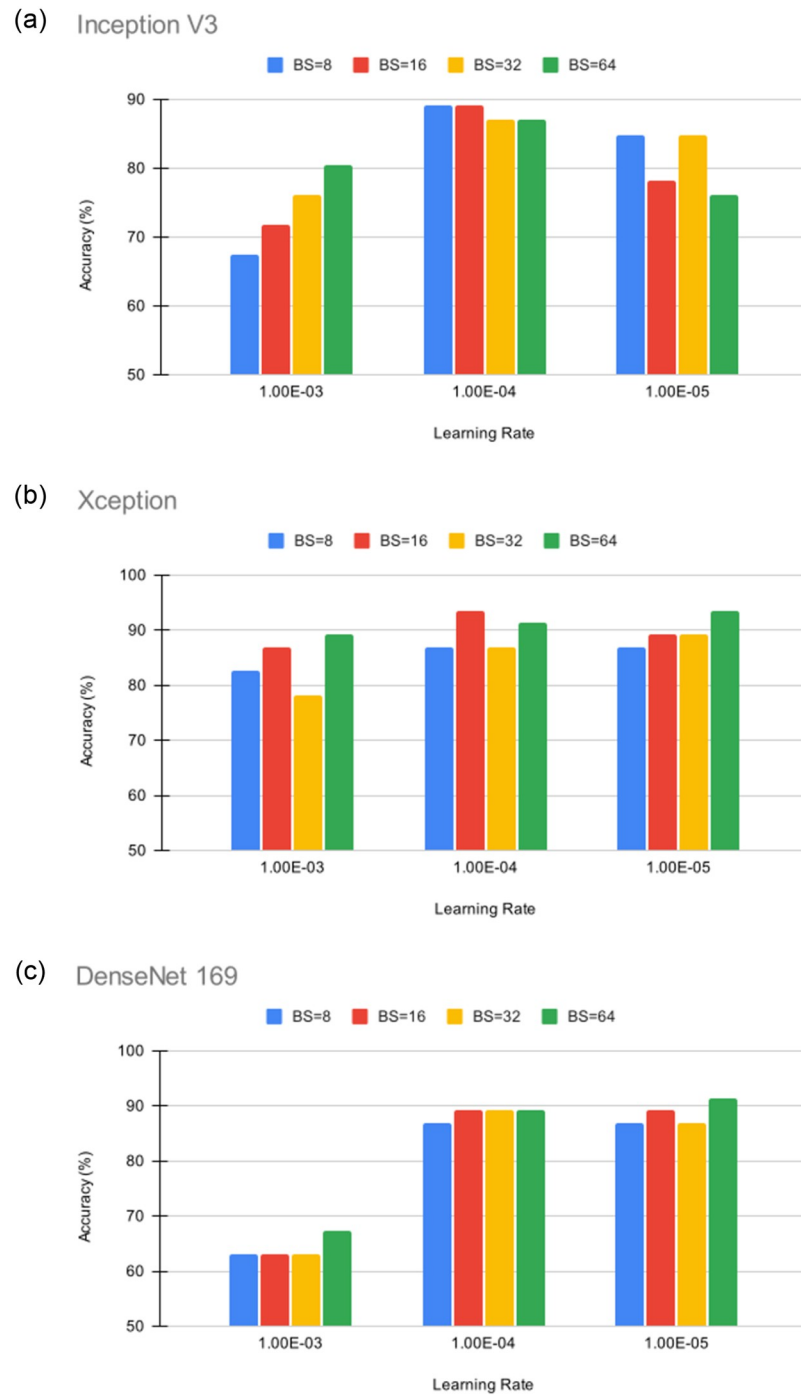 (a) Inception V3
BS=8 BS=16 BS=32 BS=64
90
80
70
60
50
Accuracy (%)
1.00E-03 1.00E-04 1.00E-05
Learning Rate
(b) Xception
BS=8 BS=16 BS=32 BS=64
100
90
80
70
60
50
Accuracy (%)
1.00E-03 1.00E-04 1.00E-05
Learning Rate
(c) DenseNet 169
BS=8 BS=16 BS=32 BS=64
100
90
80
70
60
50
Accuracy (%)
1.00E-03 1.00E-04 1.00E-05
Learning Rate